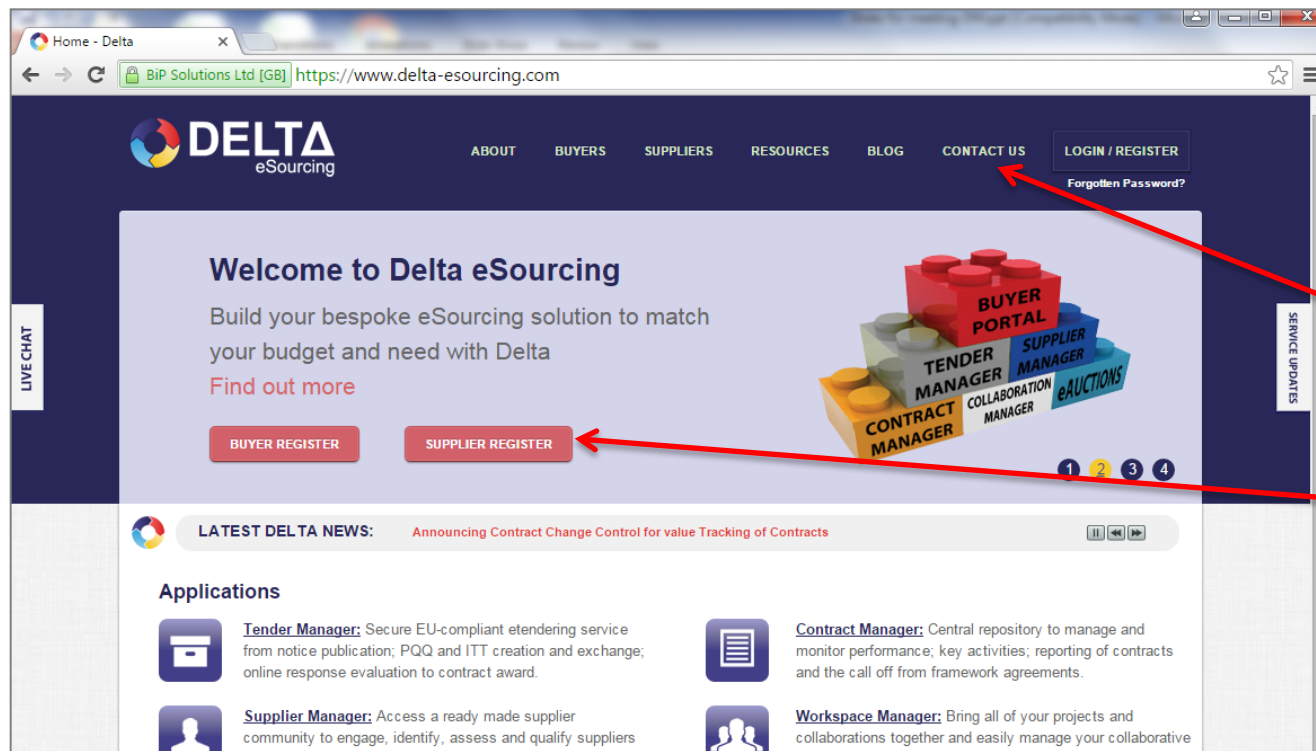 Home - Delta
BiP Solutions Ltd [GB] https://www.delta-esourcing.com
DELTA
eSourcing
ABOUT BUYERS SUPPLIERS RESOURCES BLOG CONTACT US LOGIN / REGISTER
Forgotten Password?
Welcome to Delta eSourcing
Build your bespoke eSourcing solution to match
your budget and need with Delta
Find out more
BUYER REGISTER SUPPLIER REGISTER
BUYER
PORTAL
TENDER
MANAGER
SUPPLIER
MANAGER
CONTRACT
MANAGER
COLLABORATION
MANAGER
eAUCTIONS
1 2 3 4
LIVE CHAT
SERVICE UPDATES
LATEST DELTA NEWS: Announcing Contract Change Control for value Tracking of Contracts
Applications
Tender Manager: Secure EU-compliant etendering service
from notice publication; PQQ and ITT creation and exchange;
online response evaluation to contract award.
Contract Manager: Central repository to manage and
monitor performance; key activities; reporting of contracts
and the call off from framework agreements.
Supplier Manager: Access a ready made supplier
community to engage, identify, assess and qualify suppliers
Workspace Manager: Bring all of your projects and
collaborations together and easily manage your collaborative